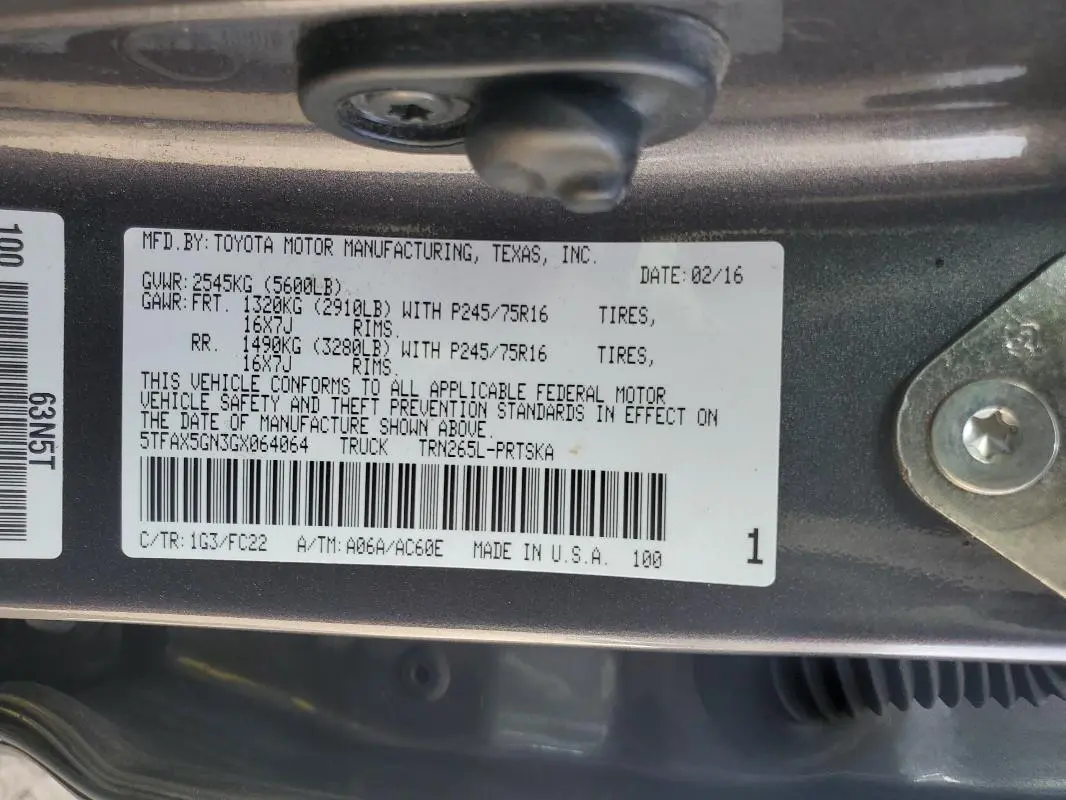 100
63N5T
MFD.BY:TOYOTA MOTOR MANUFACTURING, TEXAS, INC.
DATE:02/16
GVWR:2545KG (5600LB)
GAWR:FRT. 1320KG (2910LB) WITH P245/75R16 TIRES,
16X7J RIMS.
RR. 1490KG (3280LB) WITH P245/75R16 TIRES,
16X7J RIMS.
THIS VEHICLE CONFORMS TO ALL APPLICABLE FEDERAL MOTOR
VEHICLE SAFETY AND THEFT PREVENTION STANDARDS IN EFFECT ON
THE DATE OF MANUFACTURE SHOWN ABOVE.
5TFAX5GN3GX064064 TRUCK TRN265L-PRTSKA
C/TR:1G3/FC22 A/TM:A06A/AC60E MADE IN U.S.A. 100
1